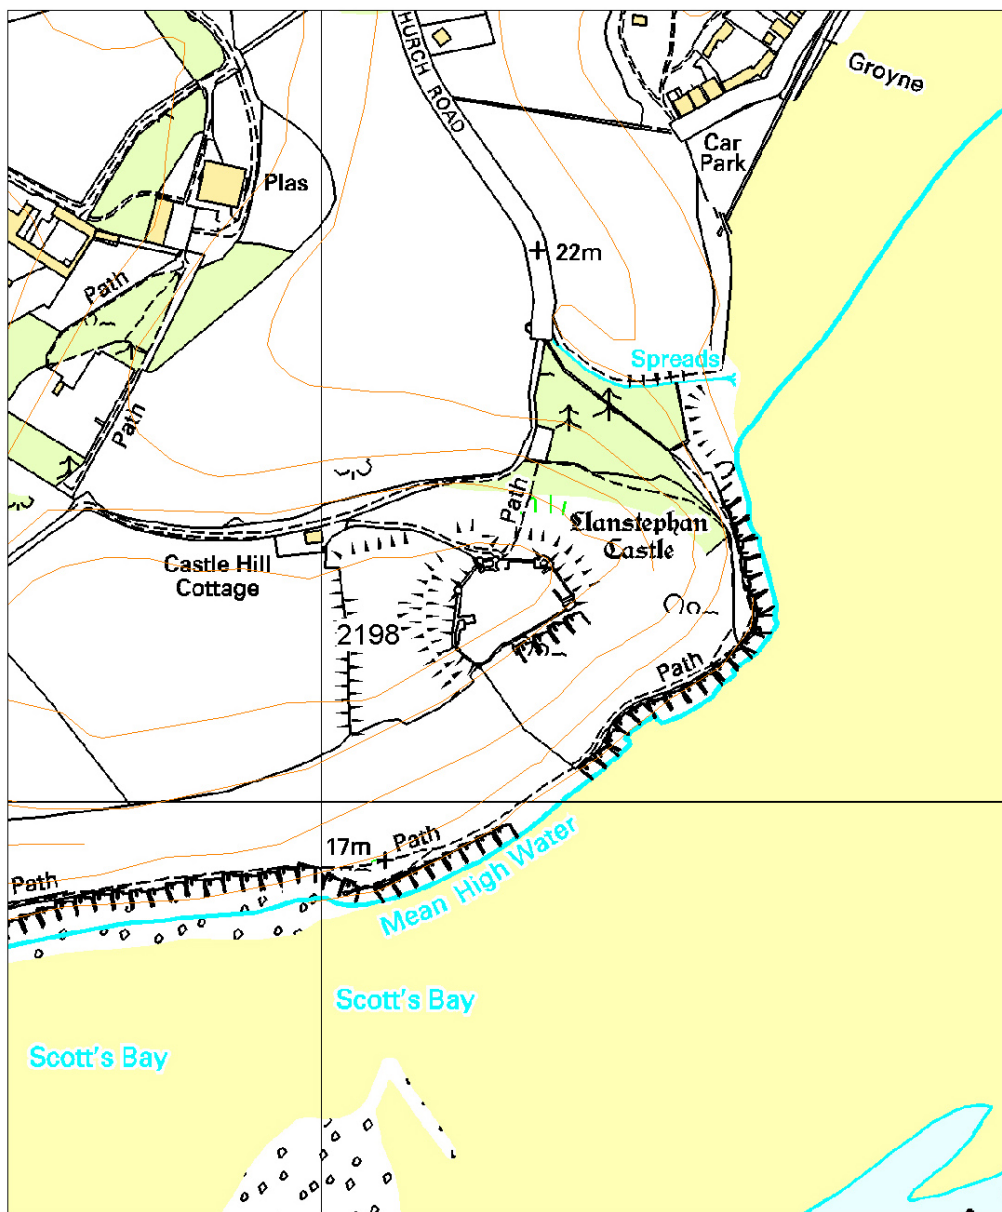 HURCH ROAD
Groyne
Car
Park
Plas
22m
Path
Spreads
Path
Path
Llanstephan
Castle
Castle Hill
Cottage
2198
Path
17m
Path
Path
Mean High Water
Scott's Bay
Scott's Bay